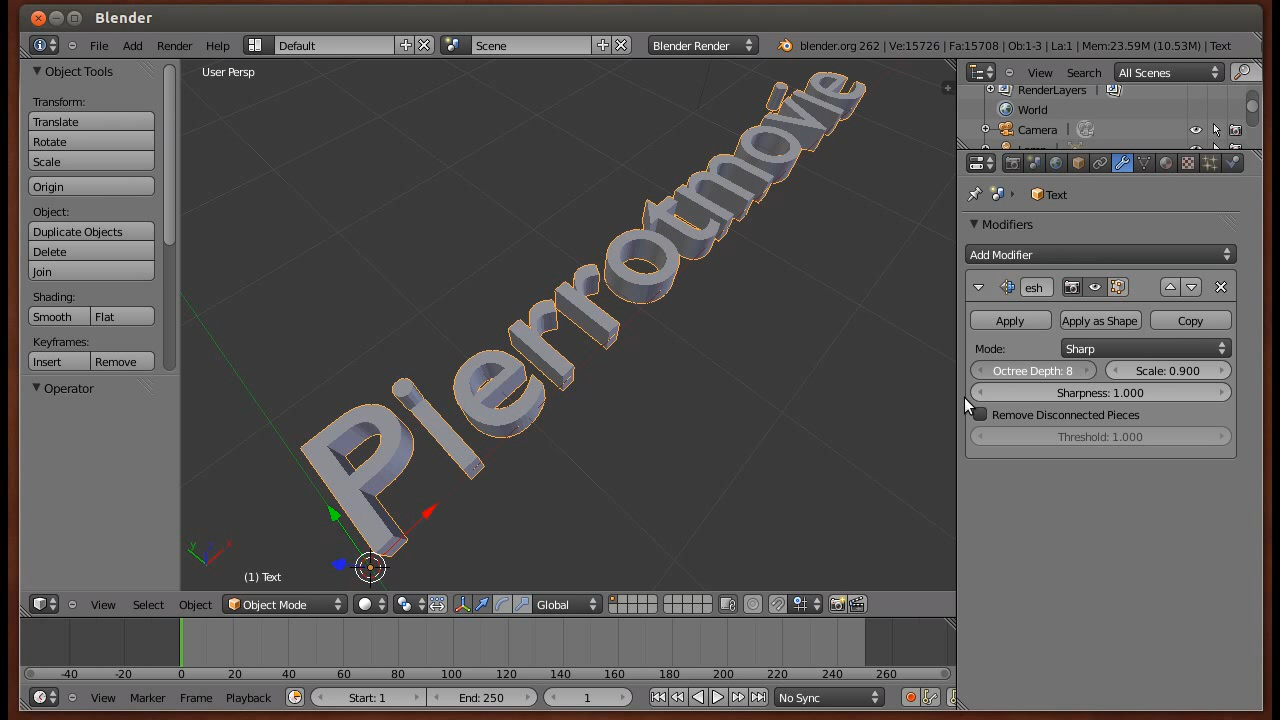 Blender
File Add Render Help Default Scene Blender Render blender.org 262 | Ve:15726 | Fa:15708 | Ob:1-3 | La:1 | Mem:23.59M (10.53M) | Text
Object Tools
Transform:
Translate
Rotate
Scale
Origin
Object:
Duplicate Objects
Delete
Join
Shading:
Smooth Flat
Keyframes:
Insert Remove
Operator
User Persp
Pierrotmovie
(1) Text
View Select Object Object Mode Global
-40 -20 0 20 40 60 80 100 120 140 160 180 200 220 240 260
View Marker Frame Playback Start: 1 End: 250 1 No Sync
View Search All Scenes
RenderLayers
World
Camera
Text
Modifiers
Add Modifier
esh
Apply Apply as Shape Copy
Mode: Sharp
Octree Depth: 8 Scale: 0.900
Sharpness: 1.000
Remove Disconnected Pieces
Threshold: 1.000